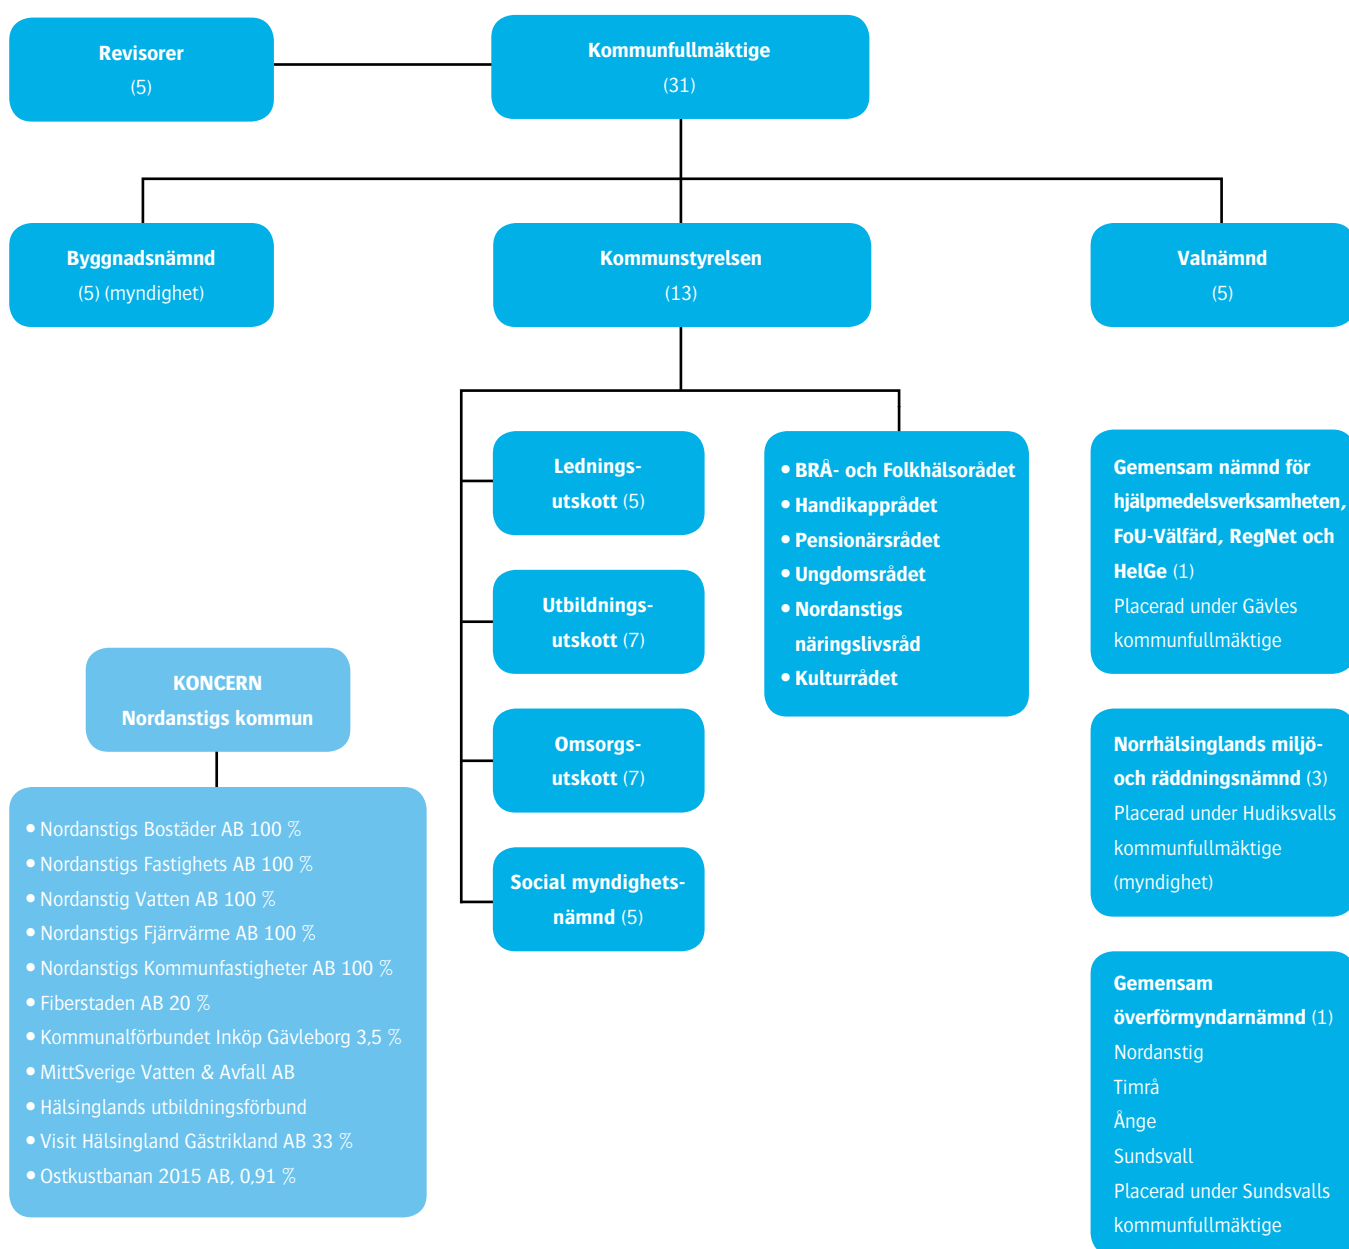 Revisorer
(5)
Kommunfullmäktige
(31)
Byggnadsnämnd
(5) (myndighet)
Kommunstyrelsen
(13)
Valnämnd
(5)
Lednings-
utskott (5)
Utbildnings-
utskott (7)
Omsorgs-
utskott (7)
Social myndighets-
nämnd (5)
• BRÅ- och Folkhälsorådet
• Handikapprådet
• Pensionärsrådet
• Ungdomsrådet
• Nordanstigs
näringslivsråd
• Kulturrådet
Gemensam nämnd för
hjälpmedelsverksamheten,
FoU-Välfärd, RegNet och
HelGe (1)
Placerad under Gävles
kommunfullmäktige
Norrhälsinglands miljö-
och räddningsnämnd (3)
Placerad under Hudiksvalls
kommunfullmäktige
(myndighet)
Gemensam
överförmyndarnämnd (1)
Nordanstig
Timrå
Ånge
Sundsvall
Placerad under Sundsvalls
kommunfullmäktige
KONCERN
Nordanstigs kommun
• Nordanstigs Bostäder AB 100 %
• Nordanstigs Fastighets AB 100 %
• Nordanstig Vatten AB 100 %
• Nordanstigs Fjärrvärme AB 100 %
• Nordanstigs Kommunfastigheter AB 100 %
• Fiberstaden AB 20 %
• Kommunalförbundet Inköp Gävleborg 3,5 %
• MittSverige Vatten & Avfall AB
• Hälsinglands utbildningsförbund
• Visit Hälsingland Gästrikland AB 33 %
• Ostkustbanan 2015 AB, 0,91 %